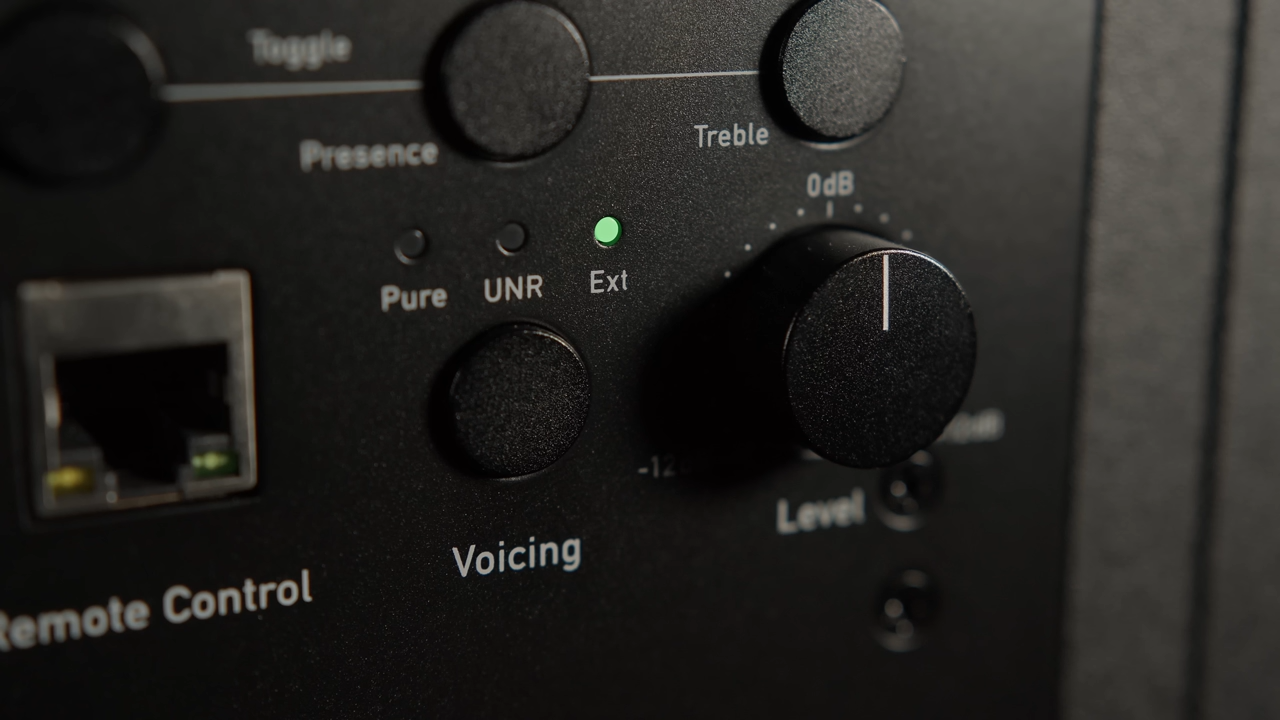 Toggle
Presence
Treble
0dB
Pure
UNR
Ext
Level
Voicing
Remote Control